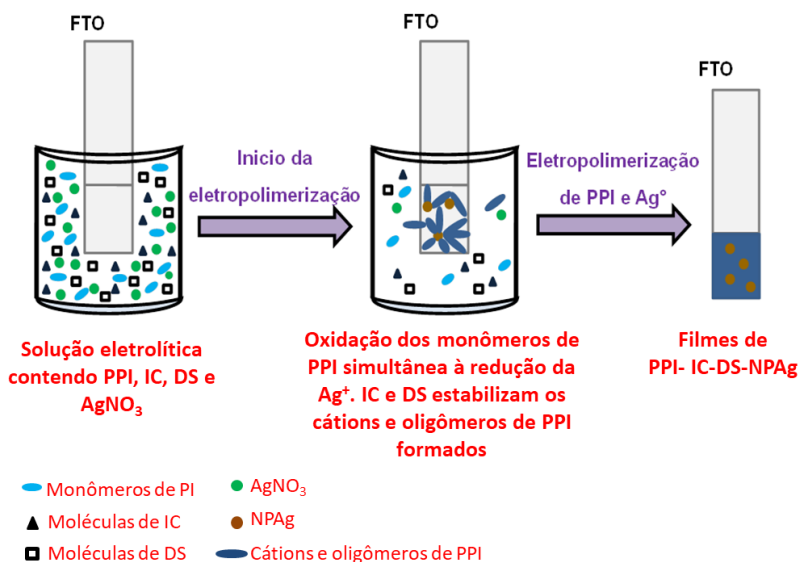 FTO
FTO
FTO
Inicio da
eletropolimerização
Eletropolimerização
de PPI e Ag°
Solução eletrolítica
contendo PPI, IC, DS e
AgNO₃
Oxidação dos monômeros de
PPI simultânea à redução da
Ag⁺. IC e DS estabilizam os
cátions e oligômeros de PPI
formados
Filmes de
PPI- IC-DS-NPAg
Monômeros de PI
Moléculas de IC
Moléculas de DS
AgNO₃
NPAg
Cátions e oligômeros de PPI